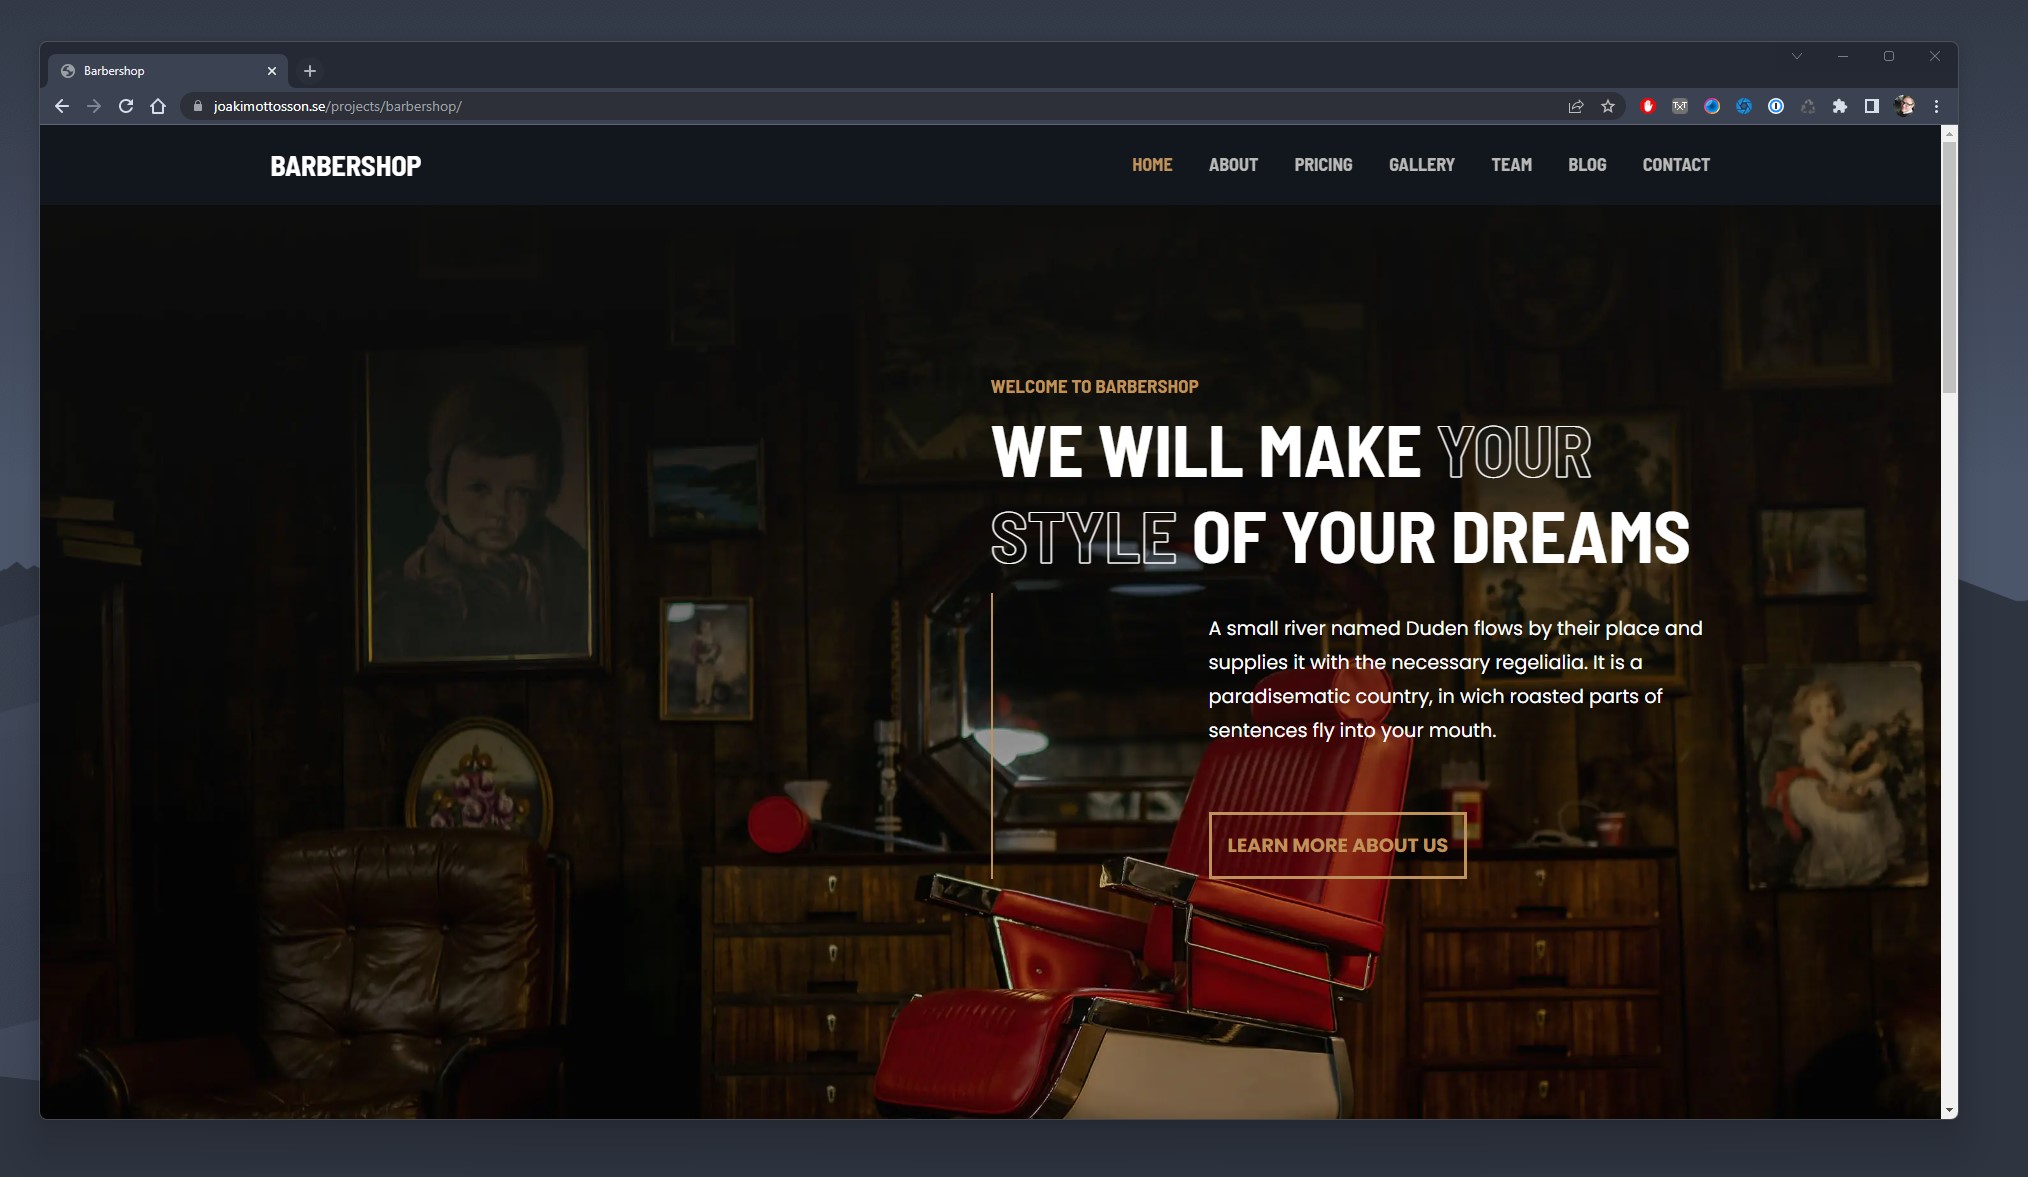 Barbershop
joakimottosson.se/projects/barbershop/
BARBERSHOP
HOME ABOUT PRICING GALLERY TEAM BLOG CONTACT
WELCOME TO BARBERSHOP
WE WILL MAKE YOUR
STYLE OF YOUR DREAMS
A small river named Duden flows by their place and
supplies it with the necessary regelialia. It is a
paradisematic country, in wich roasted parts of
sentences fly into your mouth.
LEARN MORE ABOUT US